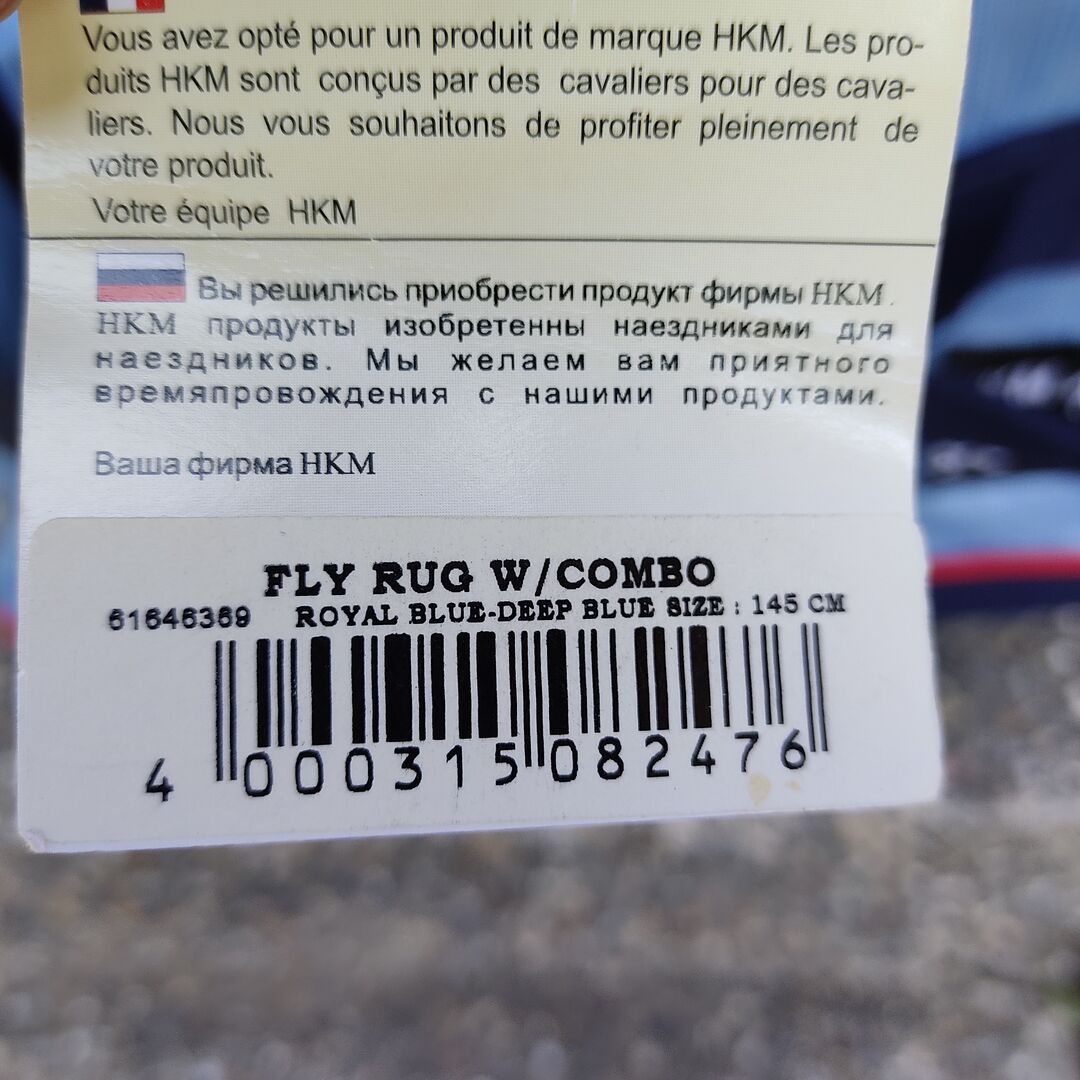 Vous avez opté pour un produit de marque HKM. Les pro-
duits HKM sont conçus par des cavaliers pour des cava-
liers. Nous vous souhaitons de profiter pleinement de
votre produit.
Votre équipe HKM
Вы решились приобрести продукт фирмы HKM.
HKM продукты изобретенны наездниками для
наездников. Мы желаем вам приятного
времяпровождения с нашими продуктами.
Ваша фирма HKM
FLY RUG W/COMBO
61646369 ROYAL BLUE-DEEP BLUE SIZE : 145 CM
4 000315 082476